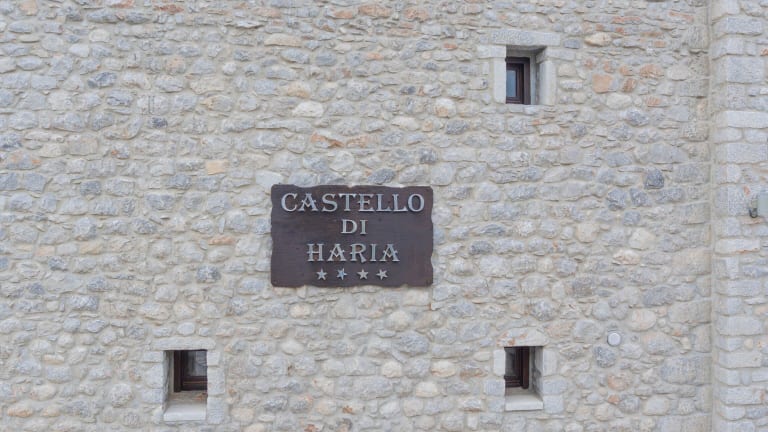 CASTELLO
DI
HARIA
★ ★ ★ ★